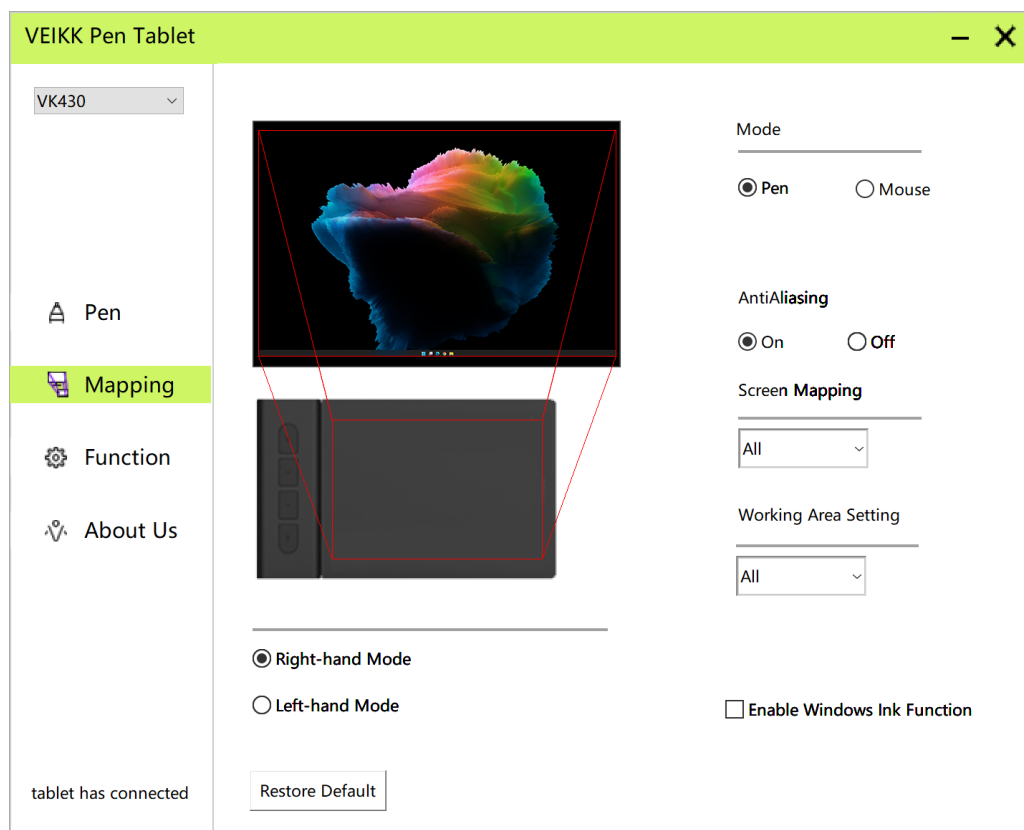 VEIKK Pen Tablet
VK430
Pen
Mapping
Function
About Us
tablet has connected
Right-hand Mode
Left-hand Mode
Restore Default
Mode
Pen
Mouse
AntiAliasing
On
Off
Screen Mapping
All
Working Area Setting
All
Enable Windows Ink Function